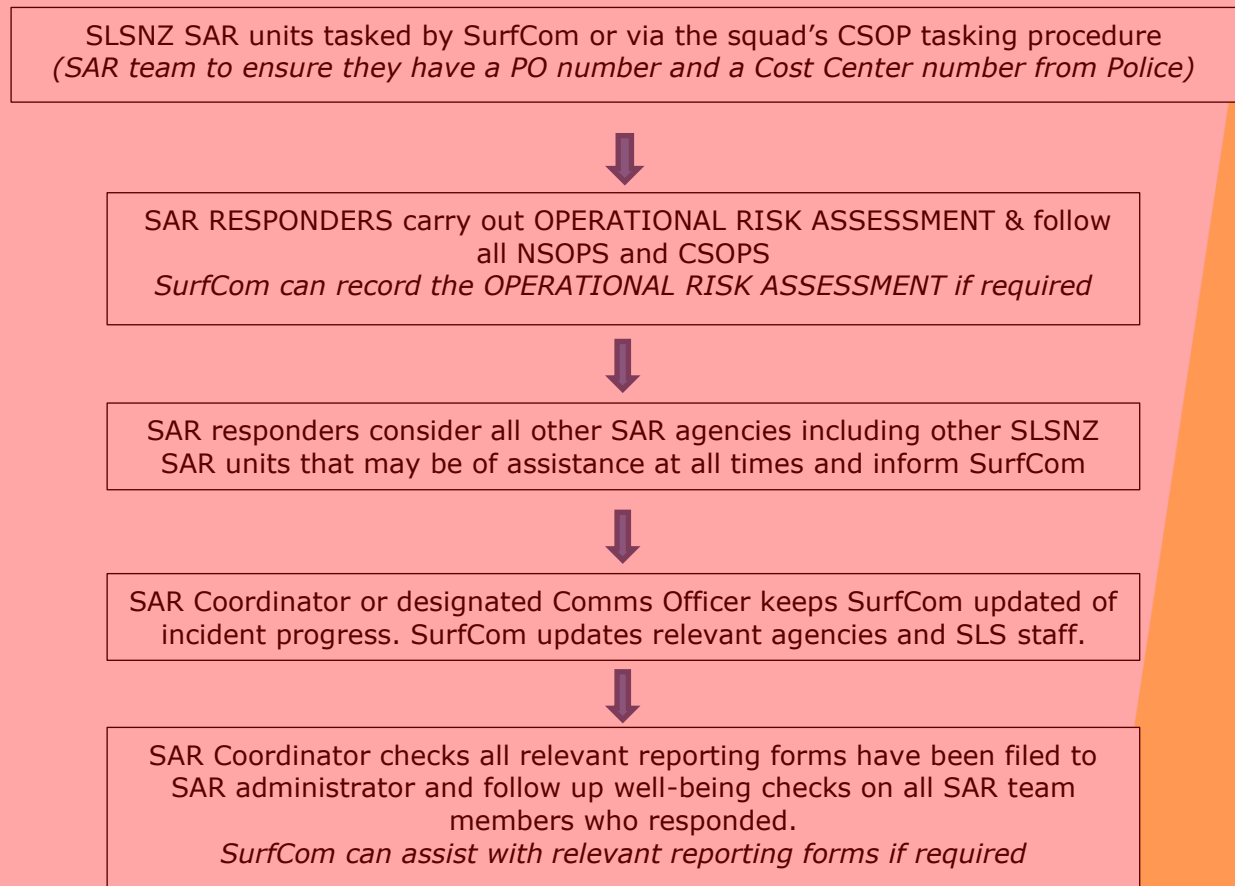 SLSNZ SAR units tasked by SurfCom or via the squad’s CSOP tasking procedure
(SAR team to ensure they have a PO number and a Cost Center number from Police)
SAR RESPONDERS carry out OPERATIONAL RISK ASSESSMENT & follow
all NSOPS and CSOPS
SurfCom can record the OPERATIONAL RISK ASSESSMENT if required
SAR responders consider all other SAR agencies including other SLSNZ
SAR units that may be of assistance at all times and inform SurfCom
SAR Coordinator or designated Comms Officer keeps SurfCom updated of
incident progress. SurfCom updates relevant agencies and SLS staff.
SAR Coordinator checks all relevant reporting forms have been filed to
SAR administrator and follow up well-being checks on all SAR team
members who responded.
SurfCom can assist with relevant reporting forms if required